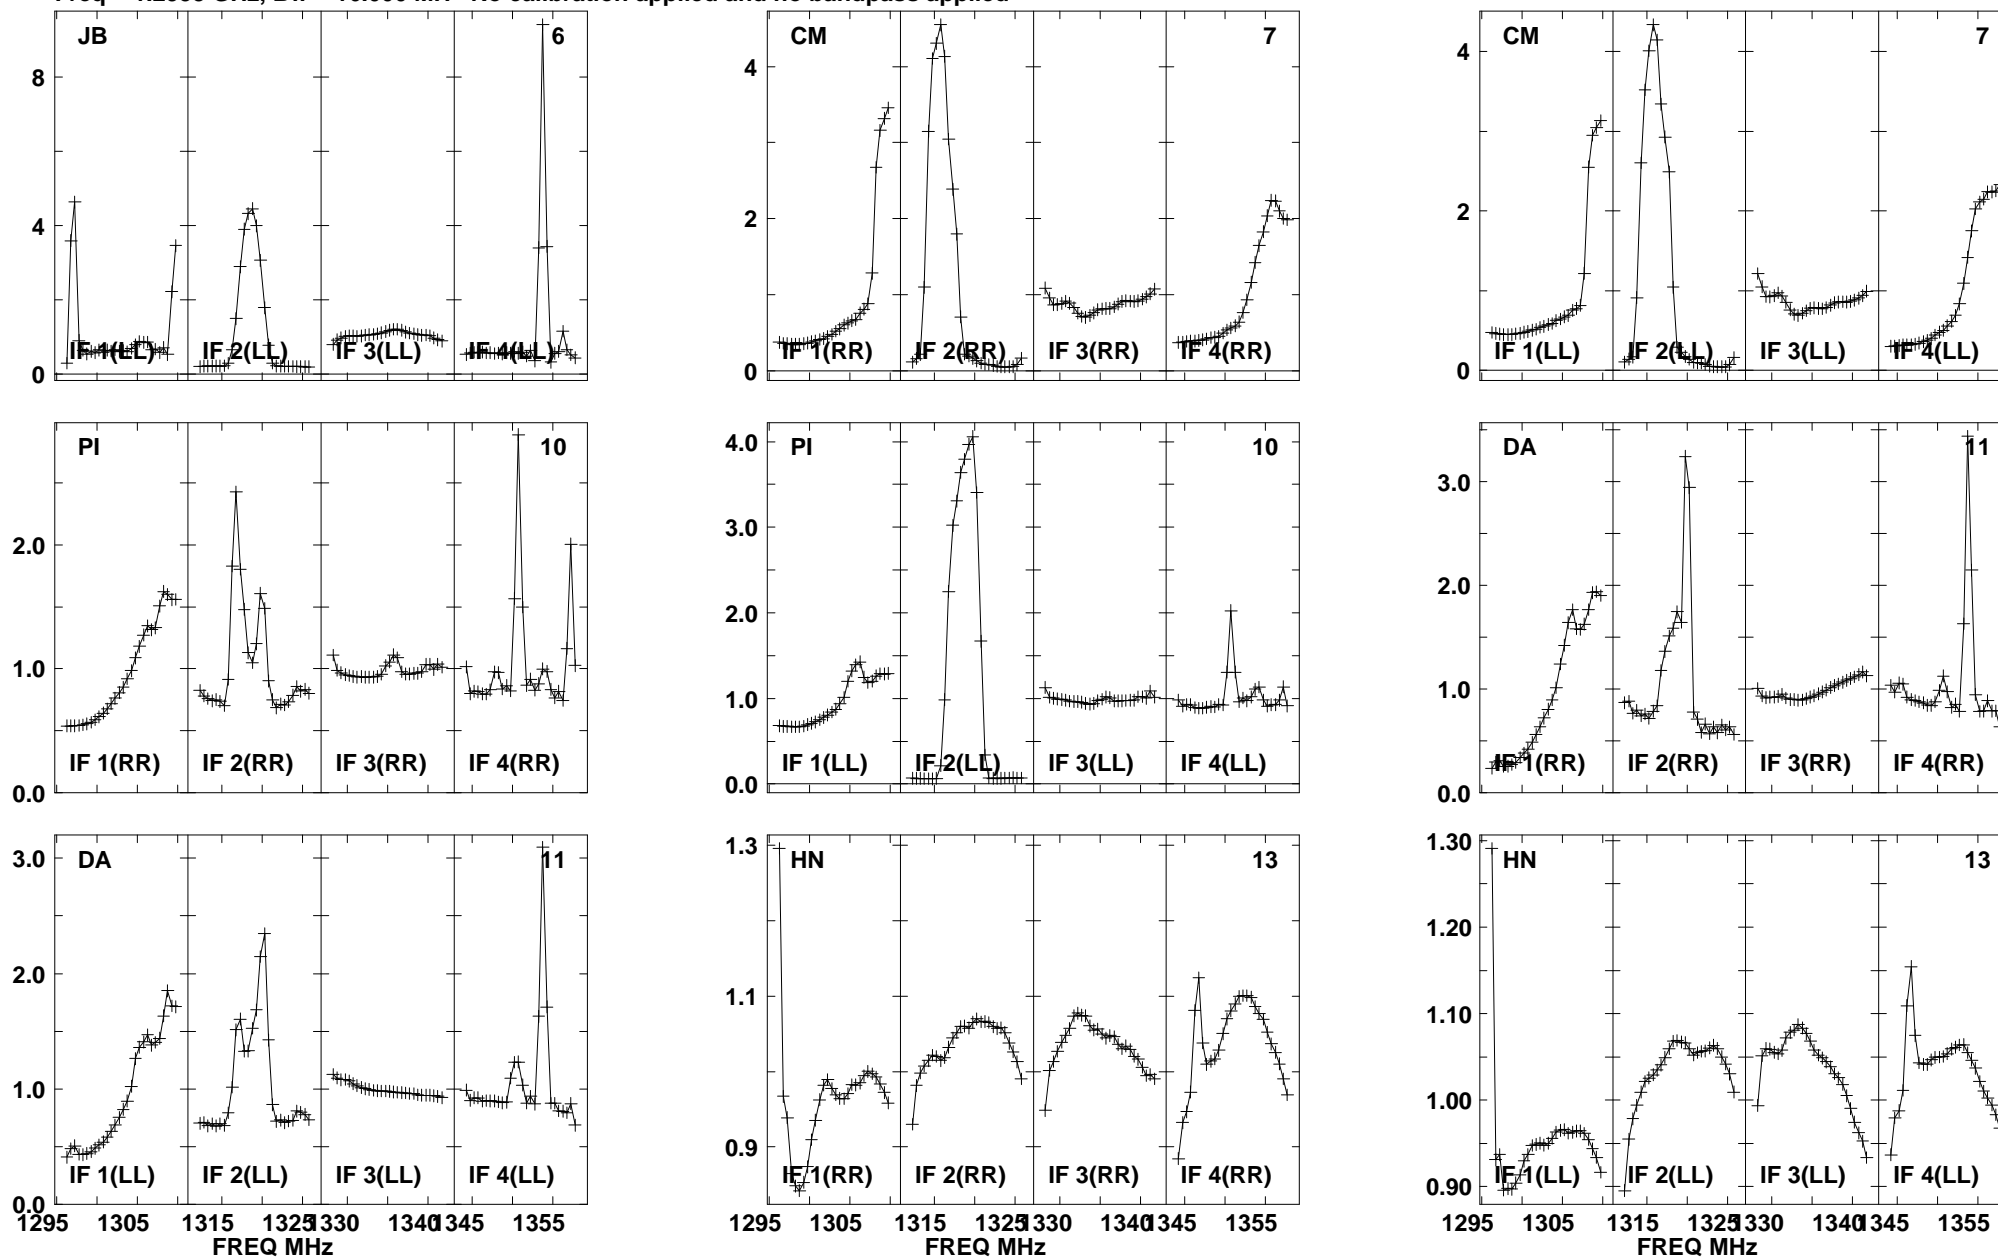 JB 6
8
4
0
IF 1(LL) IF 2(LL) IF 3(LL) IF 4(LL)
CM 7
4
2
0
IF 1(RR) IF 2(RR) IF 3(RR) IF 4(RR)
CM 7
4
2
0
IF 1(LL) IF 2(LL) IF 3(LL) IF 4(LL)
PI 10
2.0
1.0
0.0
IF 1(RR) IF 2(RR) IF 3(RR) IF 4(RR)
PI 10
4.0
3.0
2.0
1.0
0.0
IF 1(LL) IF 2(LL) IF 3(LL) IF 4(LL)
DA 11
3.0
2.0
1.0
0.0
IF 1(RR) IF 2(RR) IF 3(RR) IF 4(RR)
DA 11
3.0
2.0
1.0
0.0
IF 1(LL) IF 2(LL) IF 3(LL) IF 4(LL)
1295 1305 1315 1325 1330 1340 1345 1355
FREQ MHz
HN 13
1.3
1.1
0.9
IF 1(RR) IF 2(RR) IF 3(RR) IF 4(RR)
1295 1305 1315 1325 1330 1340 1345 1355
FREQ MHz
HN 13
1.30
1.20
1.10
1.00
0.90
IF 1(LL) IF 2(LL) IF 3(LL) IF 4(LL)
1295 1305 1315 1325 1330 1340 1345 1355
FREQ MHz